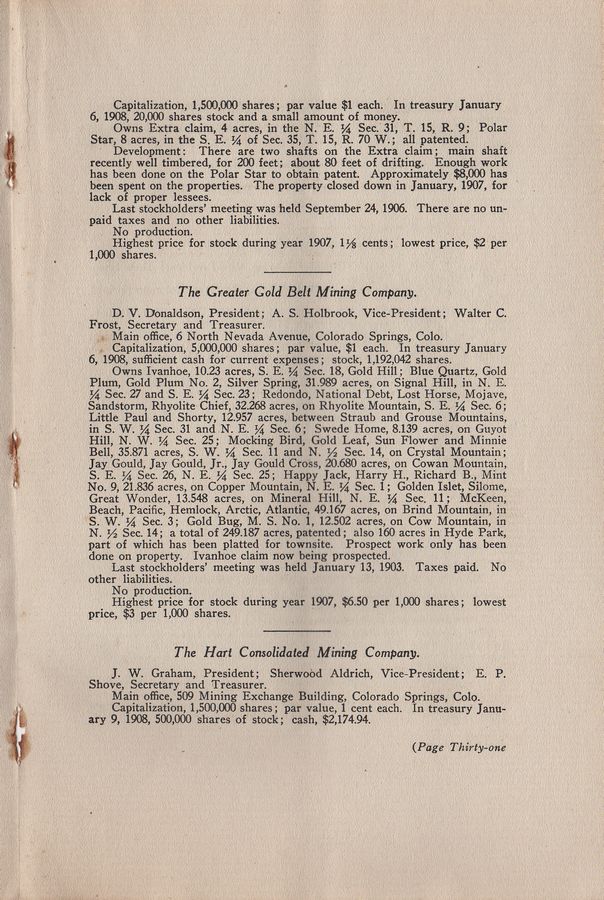 Capitalization, 1,500,000 shares; par value $1 each. In treasury January
6, 1908, 20,000 shares stock and a small amount of money.
Owns Extra claim, 4 acres, in the N. E. ¼ Sec. 31, T. 15, R. 9; Polar
Star, 8 acres, in the S. E. ¼ of Sec. 35, T. 15, R. 70 W.; all patented.
Development: There are two shafts on the Extra claim; main shaft
recently well timbered, for 200 feet; about 80 feet of drifting. Enough work
has been done on the Polar Star to obtain patent. Approximately $8,000 has
been spent on the properties. The property closed down in January, 1907, for
lack of proper lessees.
Last stockholders' meeting was held September 24, 1906. There are no un-
paid taxes and no other liabilities.
No production.
Highest price for stock during year 1907, 1⅛ cents; lowest price, $2 per
1,000 shares.
The Greater Gold Belt Mining Company.
D. V. Donaldson, President; A. S. Holbrook, Vice-President; Walter C.
Frost, Secretary and Treasurer.
Main office, 6 North Nevada Avenue, Colorado Springs, Colo.
Capitalization, 5,000,000 shares; par value, $1 each. In treasury January
6, 1908, sufficient cash for current expenses; stock, 1,192,042 shares.
Owns Ivanhoe, 10.23 acres, S. E. ¼ Sec. 18, Gold Hill; Blue Quartz, Gold
Plum, Gold Plum No. 2, Silver Spring, 31.989 acres, on Signal Hill, in N. E.
¼ Sec. 27 and S. E. ¼ Sec. 23; Redondo, National Debt, Lost Horse, Mojave,
Sandstorm, Rhyolite Chief, 32.268 acres, on Rhyolite Mountain, S. E. ¼ Sec. 6;
Little Paul and Shorty, 12.957 acres, between Straub and Grouse Mountains,
in S. W. ¼ Sec. 31 and N. E. ¼ Sec. 6; Swede Home, 8.139 acres, on Guyot
Hill, N. W. ¼ Sec. 25; Mocking Bird, Gold Leaf, Sun Flower and Minnie
Bell, 35.871 acres, S. W. ¼ Sec. 11 and N. ½ Sec. 14, on Crystal Mountain;
Jay Gould, Jay Gould, Jr., Jay Gould Cross, 20.680 acres, on Cowan Mountain,
S. E. ¼ Sec. 26, N. E. ¼ Sec. 25; Happy Jack, Harry H., Richard B., Mint
No. 9, 21.836 acres, on Copper Mountain, N. E. ¼ Sec. 1; Golden Islet, Silome,
Great Wonder, 13.548 acres, on Mineral Hill, N. E. ¼ Sec. 11; McKeen,
Beach, Pacific, Hemlock, Arctic, Atlantic, 49.167 acres, on Brind Mountain, in
S. W. ¼ Sec. 3; Gold Bug, M. S. No. 1, 12.502 acres, on Cow Mountain, in
N. ½ Sec. 14; a total of 249.187 acres, patented; also 160 acres in Hyde Park,
part of which has been platted for townsite. Prospect work only has been
done on property. Ivanhoe claim now being prospected.
Last stockholders' meeting was held January 13, 1903. Taxes paid. No
other liabilities.
No production.
Highest price for stock during year 1907, $6.50 per 1,000 shares; lowest
price, $3 per 1,000 shares.
The Hart Consolidated Mining Company.
J. W. Graham, President; Sherwood Aldrich, Vice-President; E. P.
Shove, Secretary and Treasurer.
Main office, 509 Mining Exchange Building, Colorado Springs, Colo.
Capitalization, 1,500,000 shares; par value, 1 cent each. In treasury Janu-
ary 9, 1908, 500,000 shares of stock; cash, $2,174.94.
(Page Thirty-one